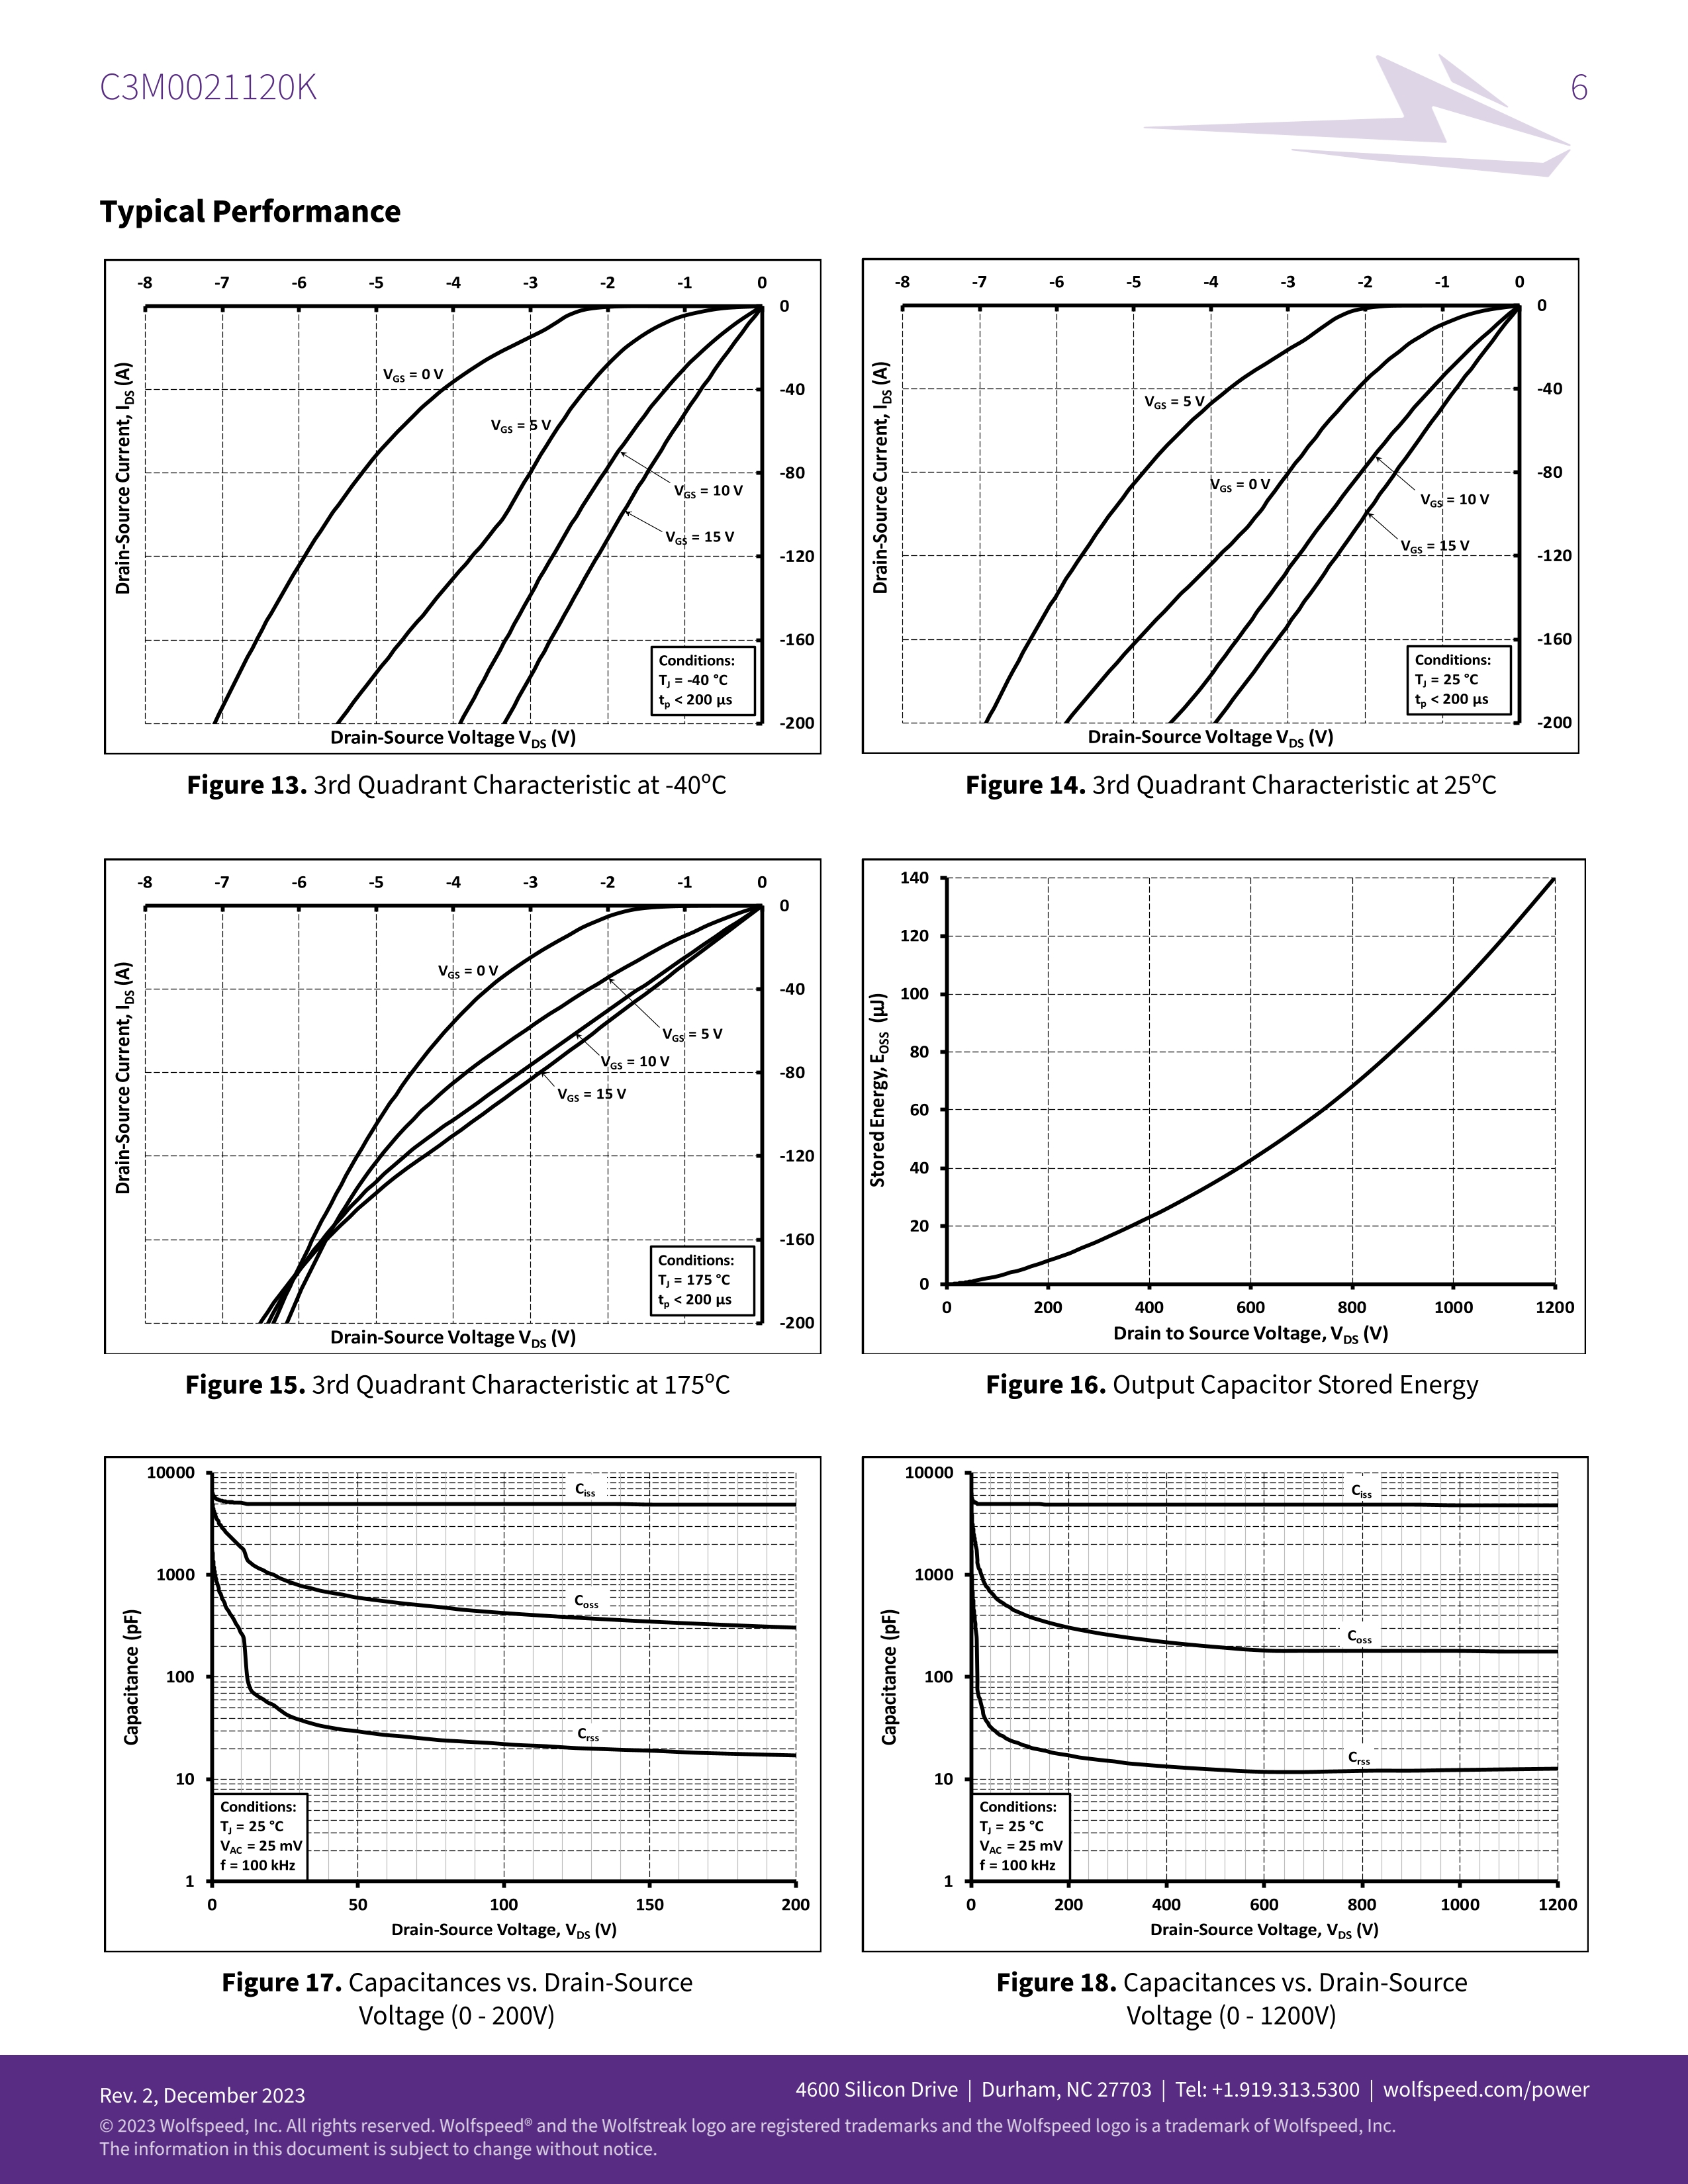 C3M0021120K
6
Typical Performance
-8 -7 -6 -5 -4 -3 -2 -1 0
0
-40
-80
-120
-160
-200
Drain-Source Current, IDS (A)
VGS = 0 V
VGS = 5 V
VGS = 10 V
VGS = 15 V
Conditions:
TJ = -40 °C
tp < 200 µs
Drain-Source Voltage VDS (V)
Figure 13. 3rd Quadrant Characteristic at -40ºC
-8 -7 -6 -5 -4 -3 -2 -1 0
0
-40
-80
-120
-160
-200
Drain-Source Current, IDS (A)
VGS = 5 V
VGS = 0 V
VGS = 10 V
VGS = 15 V
Conditions:
TJ = 25 °C
tp < 200 µs
Drain-Source Voltage VDS (V)
Figure 14. 3rd Quadrant Characteristic at 25ºC
-8 -7 -6 -5 -4 -3 -2 -1 0
0
-40
-80
-120
-160
-200
Drain-Source Current, IDS (A)
VGS = 0 V
VGS = 5 V
VGS = 10 V
VGS = 15 V
Conditions:
TJ = 175 °C
tp < 200 µs
Drain-Source Voltage VDS (V)
Figure 15. 3rd Quadrant Characteristic at 175ºC
140
120
100
80
60
40
20
0
Stored Energy, EOSS (µJ)
0 200 400 600 800 1000 1200
Drain to Source Voltage, VDS (V)
Figure 16. Output Capacitor Stored Energy
10000
1000
100
10
1
Capacitance (pF)
Ciss
Coss
Crss
Conditions:
TJ = 25 °C
VAC = 25 mV
f = 100 kHz
0 50 100 150 200
Drain-Source Voltage, VDS (V)
Figure 17. Capacitances vs. Drain-Source
Voltage (0 - 200V)
10000
1000
100
10
1
Capacitance (pF)
Ciss
Coss
Crss
Conditions:
TJ = 25 °C
VAC = 25 mV
f = 100 kHz
0 200 400 600 800 1000 1200
Drain-Source Voltage, VDS (V)
Figure 18. Capacitances vs. Drain-Source
Voltage (0 - 1200V)
Rev. 2, December 2023
4600 Silicon Drive | Durham, NC 27703 | Tel: +1.919.313.5300 | wolfspeed.com/power
© 2023 Wolfspeed, Inc. All rights reserved. Wolfspeed® and the Wolfstreak logo are registered trademarks and the Wolfspeed logo is a trademark of Wolfspeed, Inc.
The information in this document is subject to change without notice.